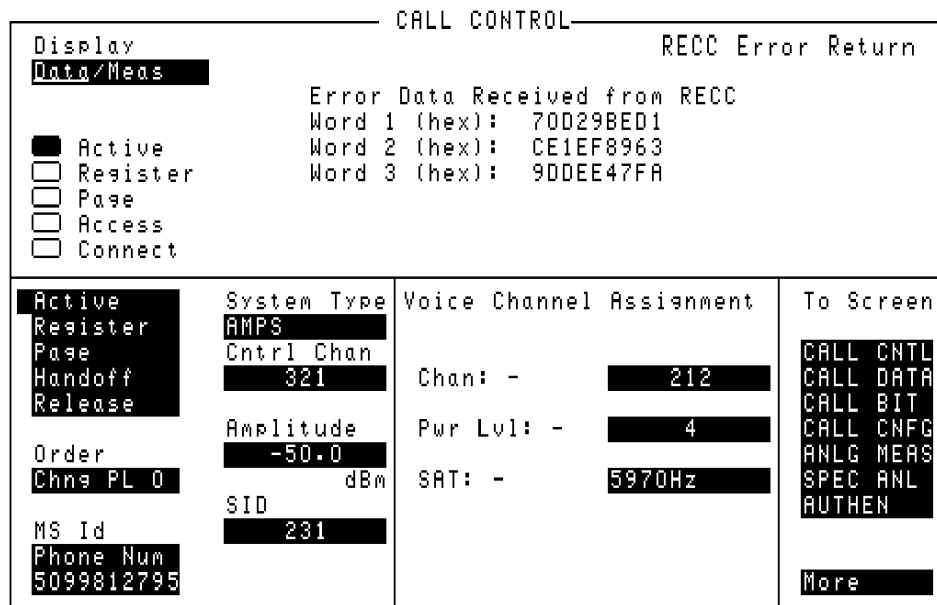 CALL CONTROL
Display
Data/Meas
RECC Error Return
Error Data Received from RECC
Word 1 (hex): 70D29BED1
Word 2 (hex): CE1EF8963
Word 3 (hex): 9DDEE47FA
Active
Register
Page
Access
Connect
Active
Register
Page
Handoff
Release
Order
Chng PL 0
MS Id
Phone Num
5099812795
System Type
AMPS
Cntrl Chan
321
Amplitude
-50.0
dBm
SID
231
Voice Channel Assignment
Chan: - 212
Pwr Lvl: - 4
SAT: - 5970Hz
To Screen
CALL CNTL
CALL DATA
CALL BIT
CALL CNFG
ANLG MEAS
SPEC ANL
AUTHEN
More